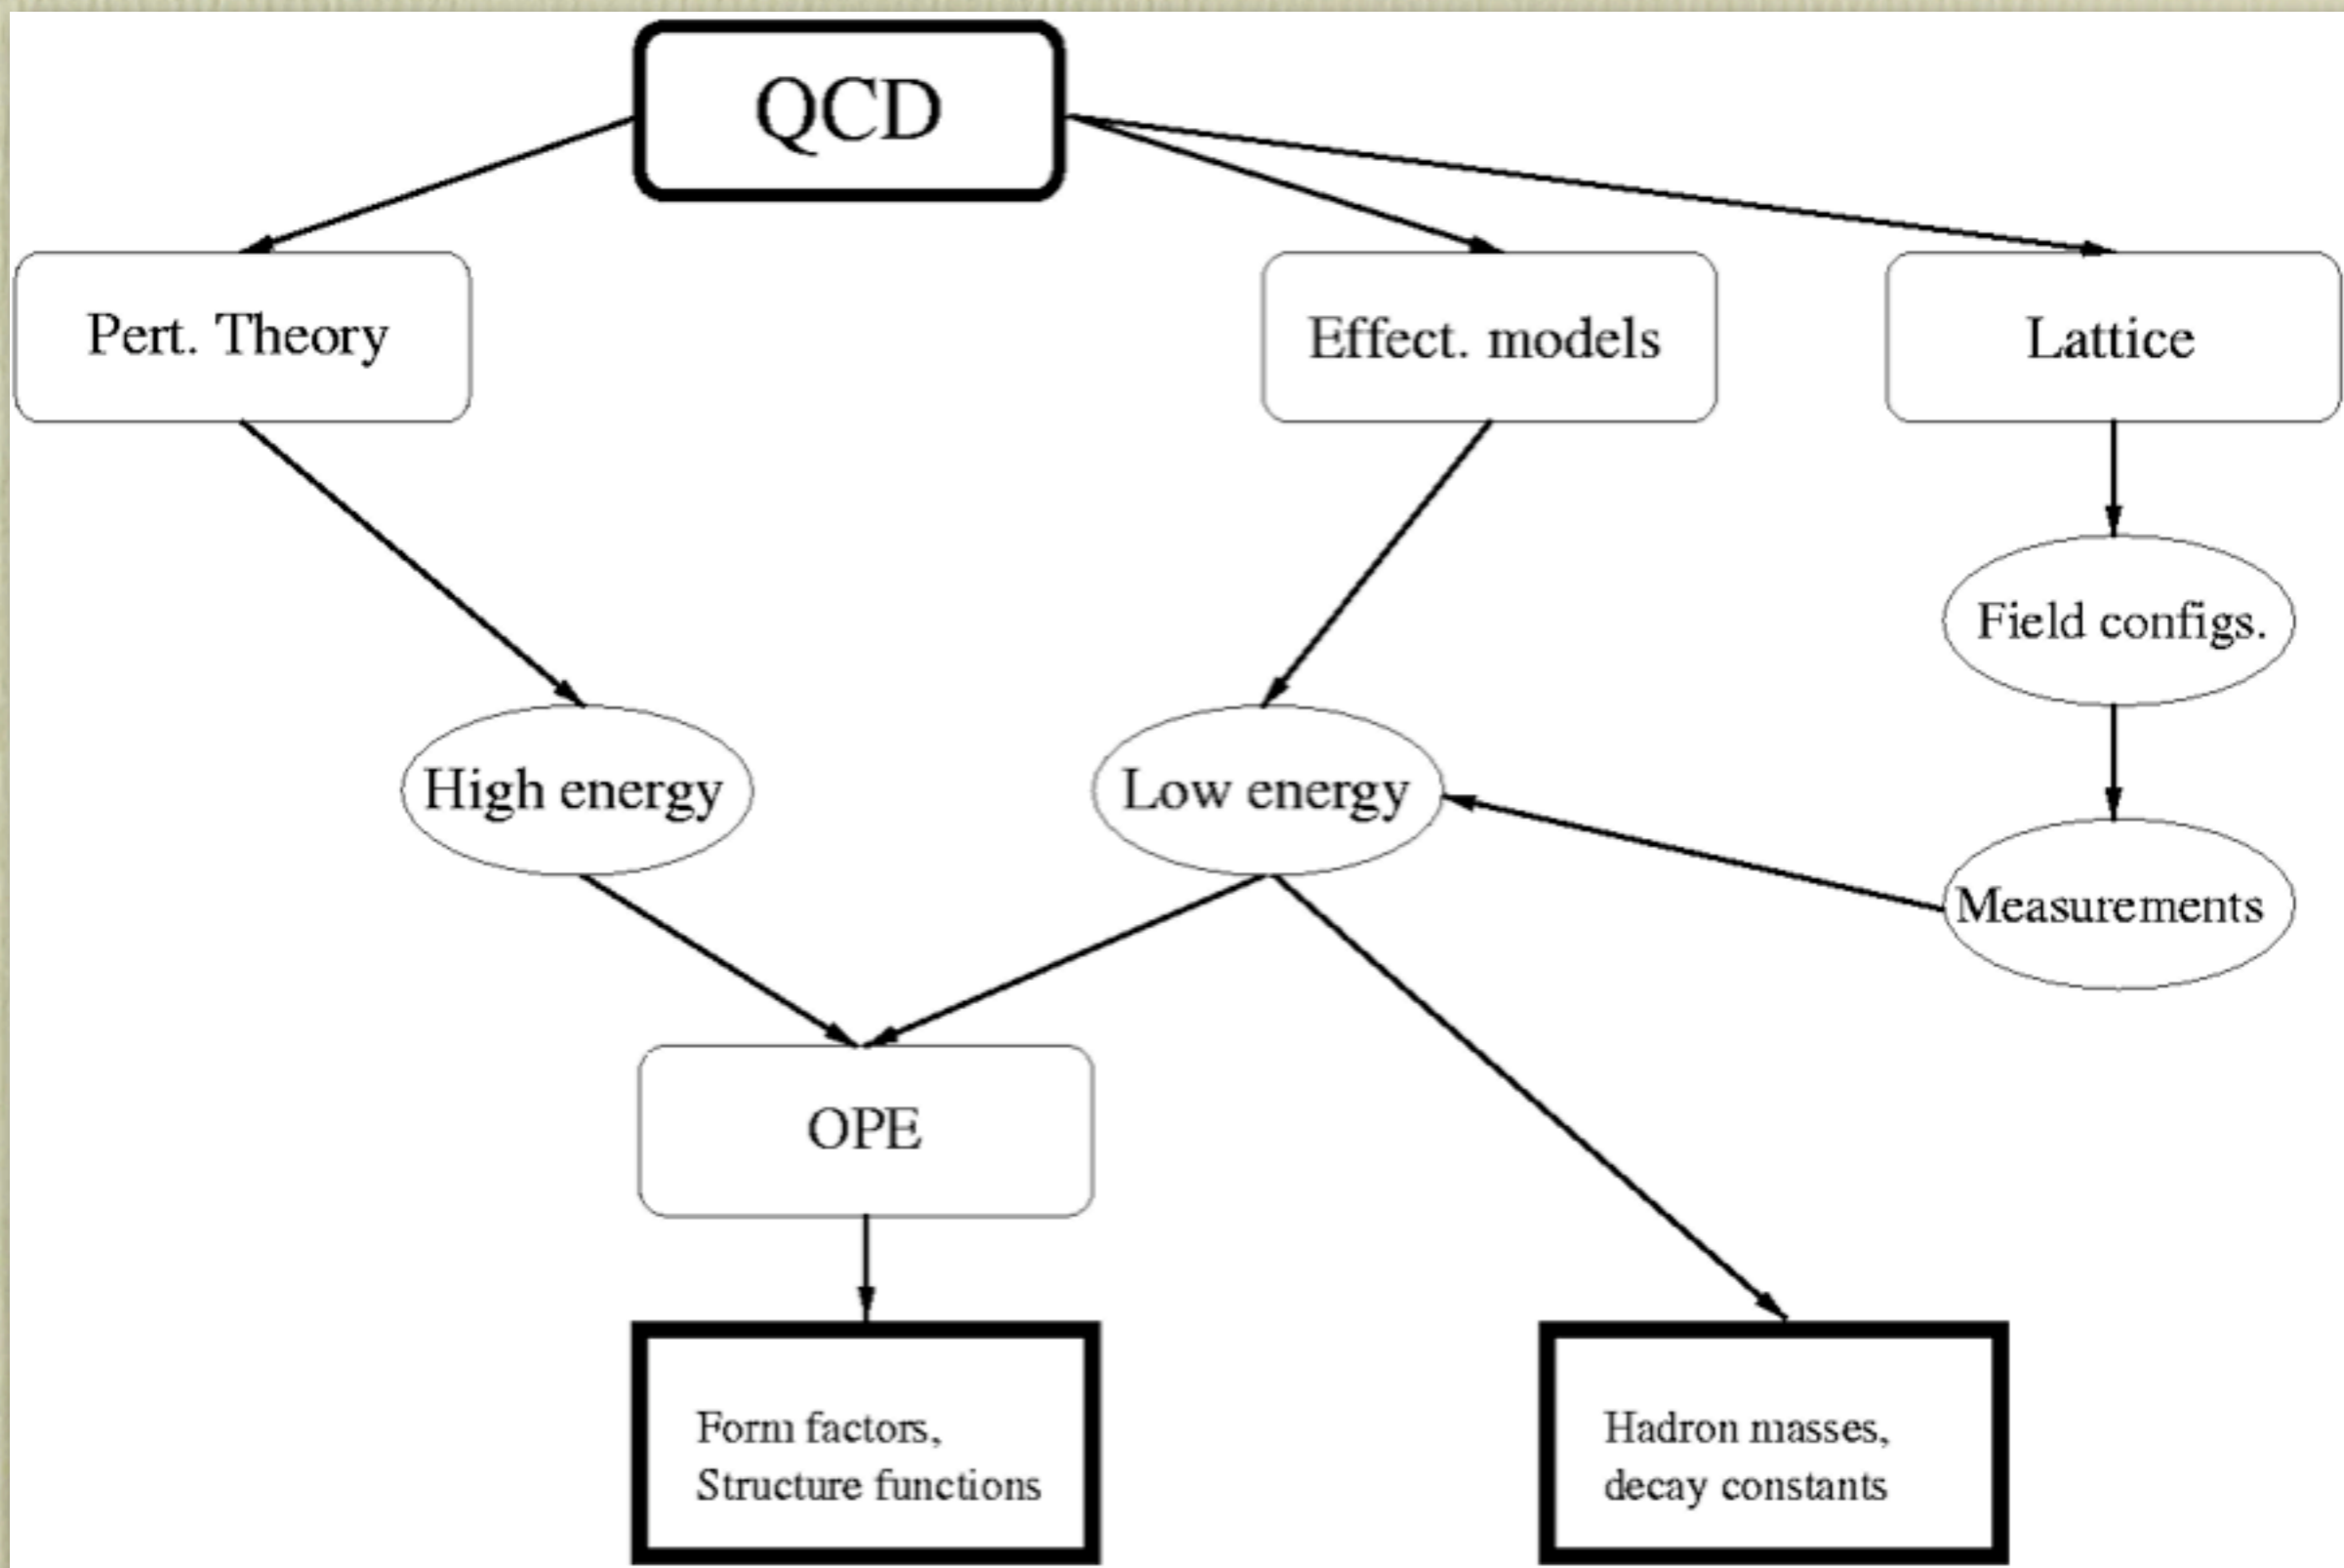 QCD
Pert. Theory
Effect. models
Lattice
Field configs.
High energy
Low energy
Measurements
OPE
Form factors,
Structure functions
Hadron masses,
decay constants